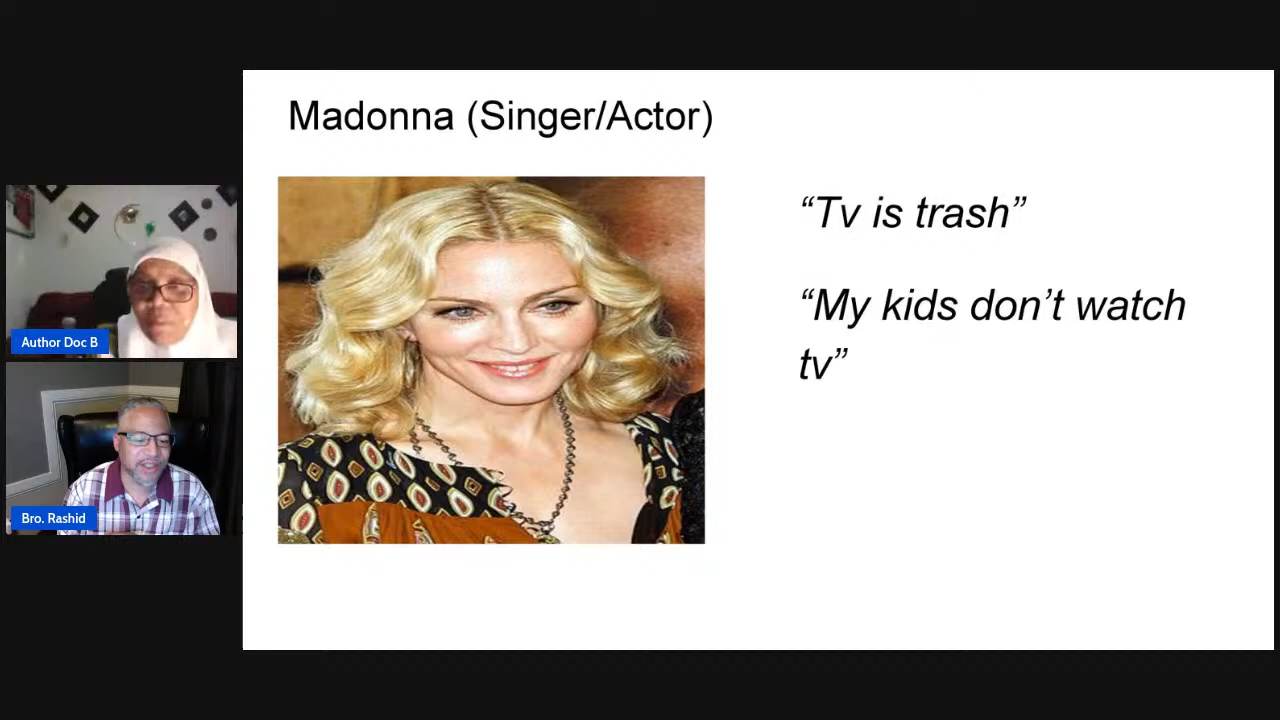 Madonna (Singer/Actor)
“Tv is trash”
“My kids don’t watch
tv”
Author Doc B
Bro. Rashid